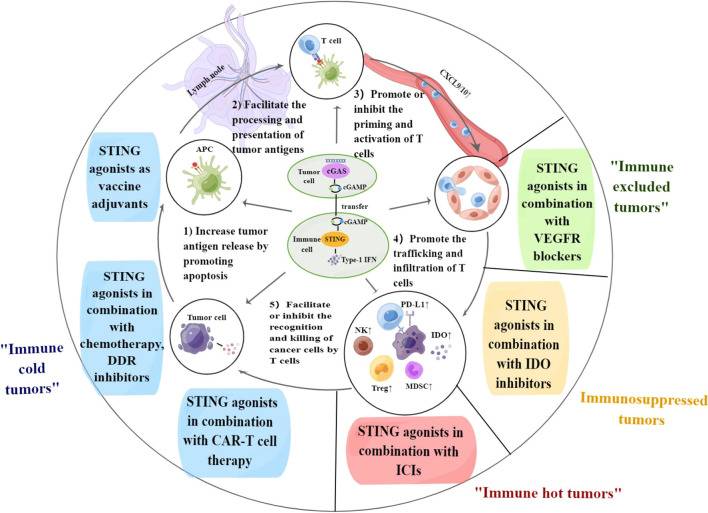 T cell
Lymph node
CXCL9/10↑
2) Facilitate the
processing and
presentation of
tumor antigens
3) Promote or
inhibit the
priming and
activation of T
cells
APC
STING
agonists as
vaccine
adjuvants
Tumor
cell
cGAS
cGAMP
transfer
cGAMP
Immune
cell
STING
Type-1 IFN
STING
agonists in
combination
with
VEGFR
blockers
"Immune
excluded
tumors"
1) Increase tumor
antigen release by
promoting
apoptosis
4) Promote the
trafficking and
infiltration of T
cells
STING
agonists in
combination
with
chemotherapy,
DDR
inhibitors
"Immune
cold
tumors"
Tumor cell
5) Facilitate
or inhibit the
recognition
and killing of
cancer cells by
T cells
PD-L1↑
NK↑
IDO↑
Treg↑
MDSC↑
STING
agonists in
combination
with IDO
inhibitors
Immunosuppressed
tumors
STING agonists
in combination
with CAR-T cell
therapy
STING agonists in
combination with
ICIs
"Immune hot tumors"